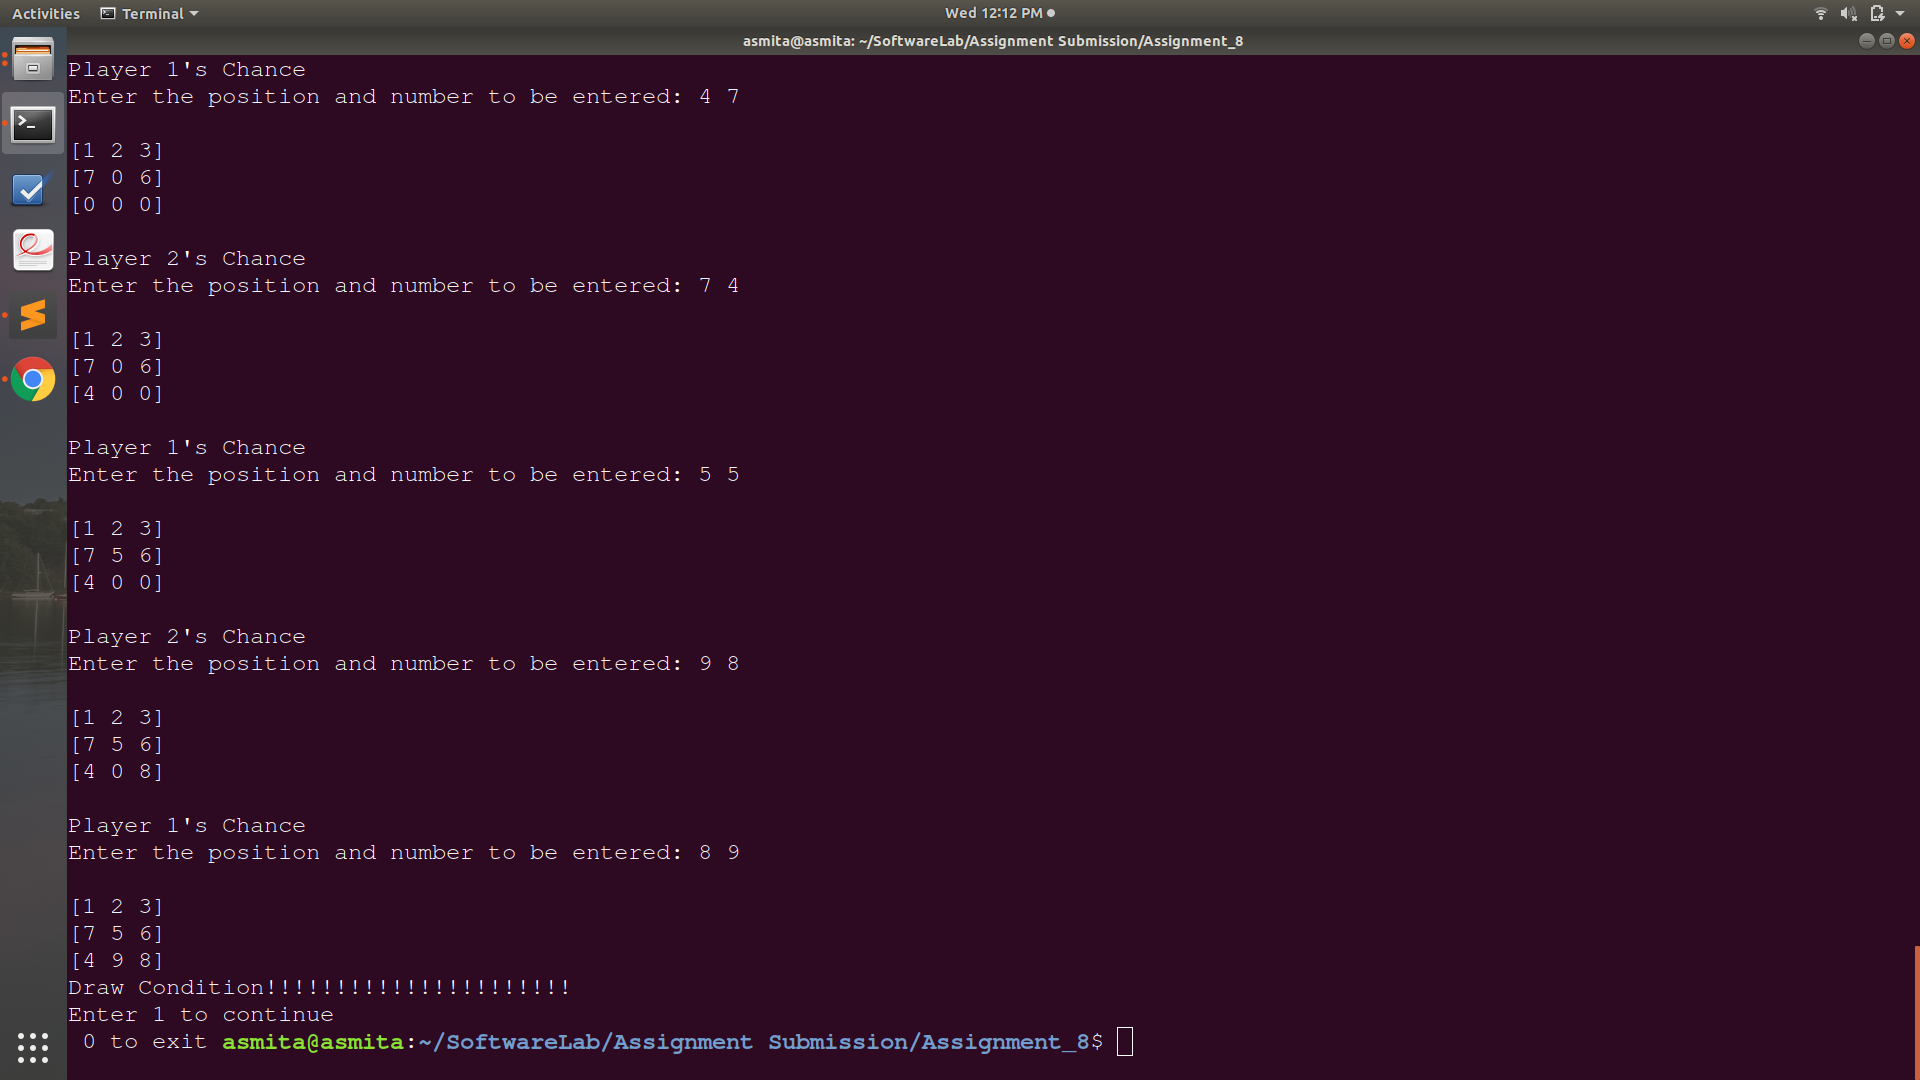 Activities Terminal Wed 12:12 PM
asmita@asmita: ~/SoftwareLab/Assignment Submission/Assignment_8
Player 1's Chance
Enter the position and number to be entered: 4 7
[1 2 3]
[7 0 6]
[0 0 0]
Player 2's Chance
Enter the position and number to be entered: 7 4
[1 2 3]
[7 0 6]
[4 0 0]
Player 1's Chance
Enter the position and number to be entered: 5 5
[1 2 3]
[7 5 6]
[4 0 0]
Player 2's Chance
Enter the position and number to be entered: 9 8
[1 2 3]
[7 5 6]
[4 0 8]
Player 1's Chance
Enter the position and number to be entered: 8 9
[1 2 3]
[7 5 6]
[4 9 8]
Draw Condition!!!!!!!!!!!!!!!!!!!!!!
Enter 1 to continue
 0 to exit asmita@asmita:~/SoftwareLab/Assignment Submission/Assignment_8$